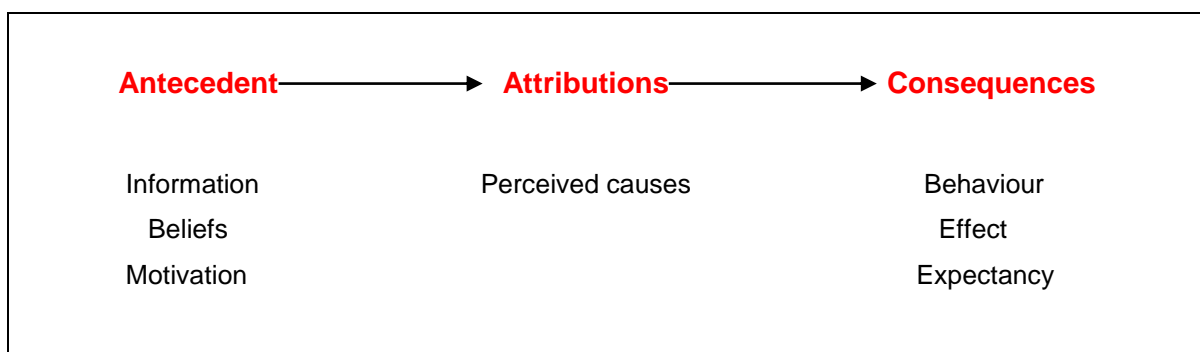 Antecedent Attributions Consequences
Information Perceived causes Behaviour
Beliefs Effect
Motivation Expectancy